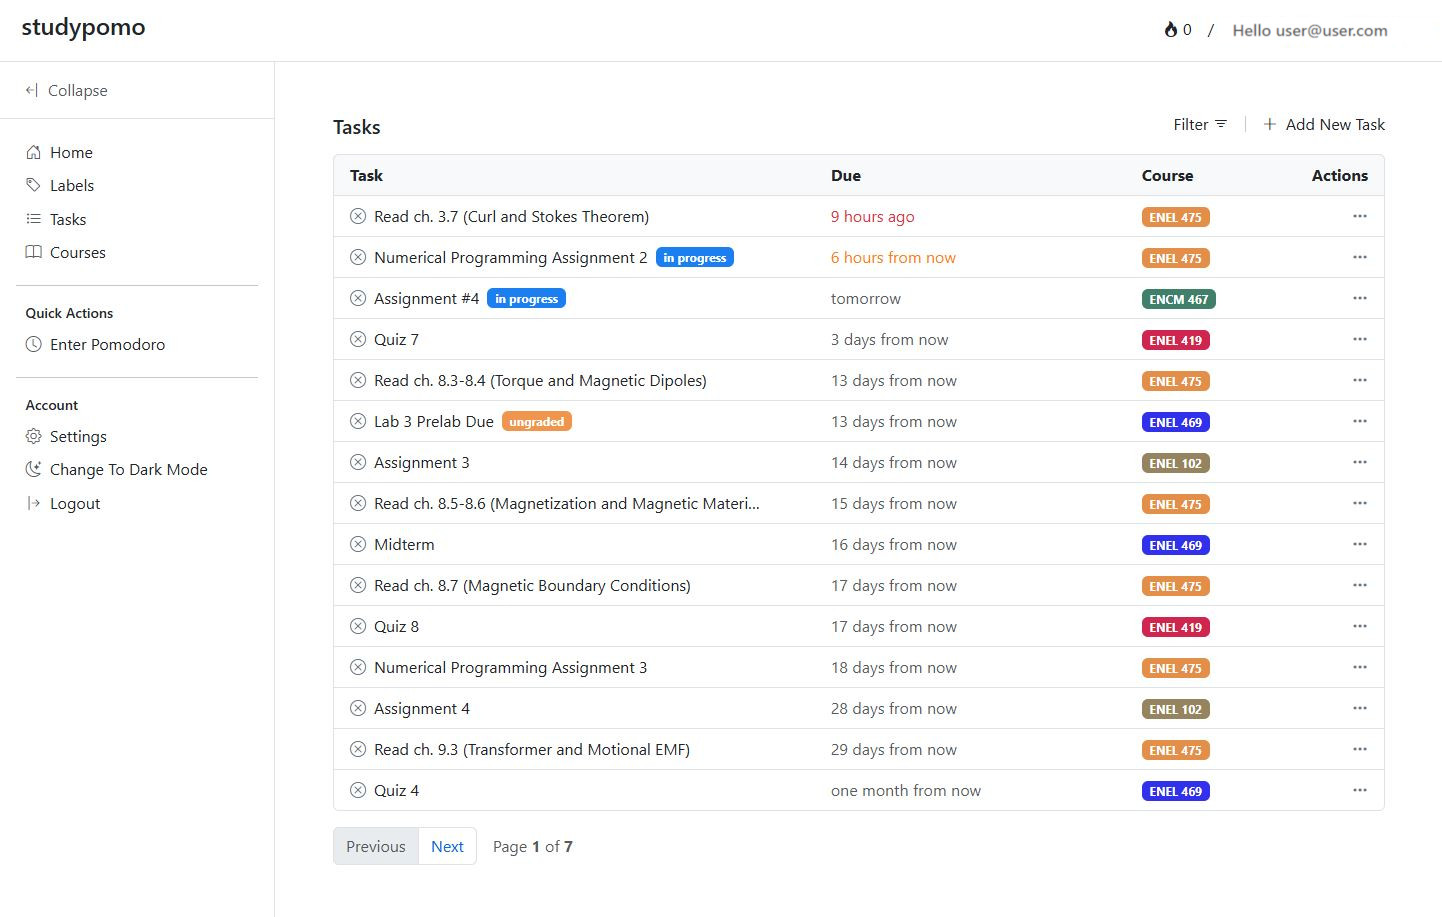 studypomo
0 / Hello user@user.com
Collapse
Home
Labels
Tasks
Courses
Quick Actions
Enter Pomodoro
Account
Settings
Change To Dark Mode
Logout
Tasks
Filter
Add New Task
Task Due Course Actions
Read ch. 3.7 (Curl and Stokes Theorem) 9 hours ago ENEL 475 ...
Numerical Programming Assignment 2 in progress 6 hours from now ENEL 475 ...
Assignment #4 in progress tomorrow ENCM 467 ...
Quiz 7 3 days from now ENEL 419 ...
Read ch. 8.3-8.4 (Torque and Magnetic Dipoles) 13 days from now ENEL 475 ...
Lab 3 Prelab Due ungraded 13 days from now ENEL 469 ...
Assignment 3 14 days from now ENEL 102 ...
Read ch. 8.5-8.6 (Magnetization and Magnetic Materi... 15 days from now ENEL 475 ...
Midterm 16 days from now ENEL 469 ...
Read ch. 8.7 (Magnetic Boundary Conditions) 17 days from now ENEL 475 ...
Quiz 8 17 days from now ENEL 419 ...
Numerical Programming Assignment 3 18 days from now ENEL 475 ...
Assignment 4 28 days from now ENEL 102 ...
Read ch. 9.3 (Transformer and Motional EMF) 29 days from now ENEL 475 ...
Quiz 4 one month from now ENEL 469 ...
Previous Next Page 1 of 7